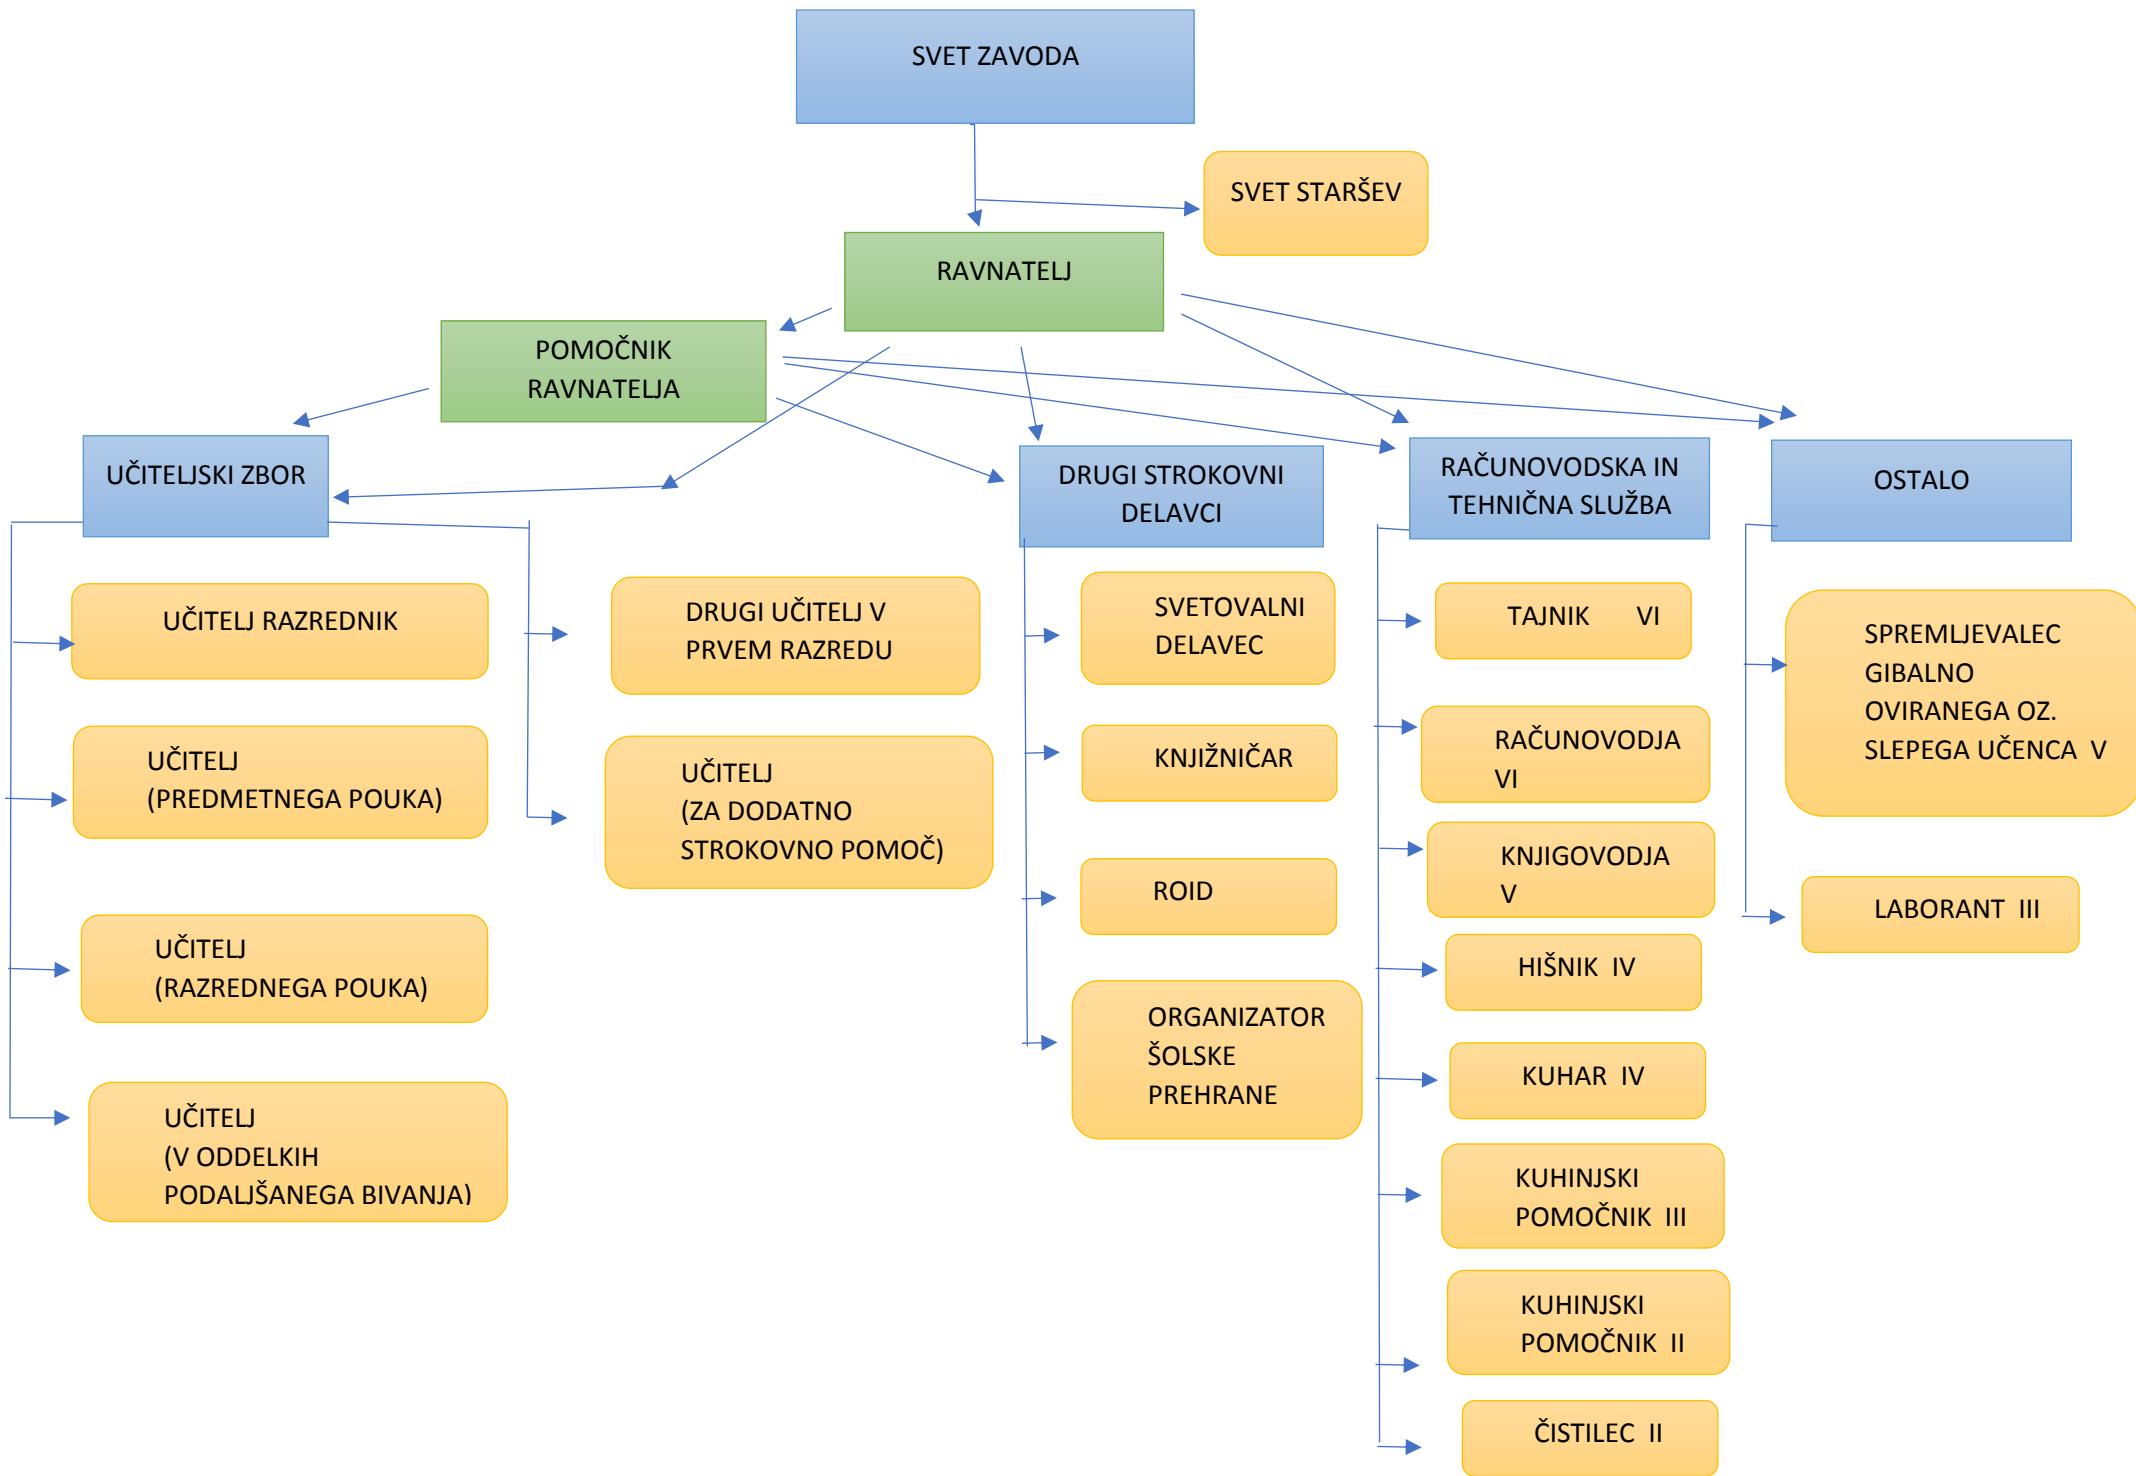 SVET ZAVODA
SVET STARŠEV
RAVNATELJ
POMOČNIK
RAVNATELJA
UČITELJSKI ZBOR
DRUGI STROKOVNI
DELAVCI
RAČUNOVODSKA IN
TEHNIČNA SLUŽBA
OSTALO
UČITELJ RAZREDNIK
UČITELJ
(PREDMETNEGA POUKA)
UČITELJ
(RAZREDNEGA POUKA)
UČITELJ
(V ODDELKIH
PODALJŠANEGA BIVANJA)
DRUGI UČITELJ V
PRVEM RAZREDU
UČITELJ
(ZA DODATNO
STROKOVNO POMOČ)
SVETOVALNI
DELAVEC
KNJIŽNIČAR
ROID
ORGANIZATOR
ŠOLSKE
PREHRANE
TAJNIK VI
RAČUNOVODJA
VI
KNJIGOVODJA
V
HIŠNIK IV
KUHAR IV
KUHINJSKI
POMOČNIK III
KUHINJSKI
POMOČNIK II
ČISTILEC II
SPREMLJEVALEC
GIBALNO
OVIRANEGA OZ.
SLEPEGA UČENCA V
LABORANT III